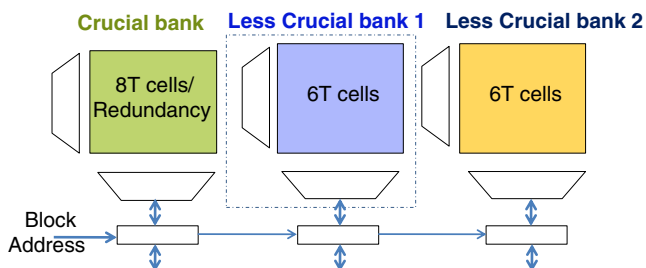 Crucial bank
Less Crucial bank 1
Less Crucial bank 2
8T cells/
Redundancy
6T cells
6T cells
Block
Address